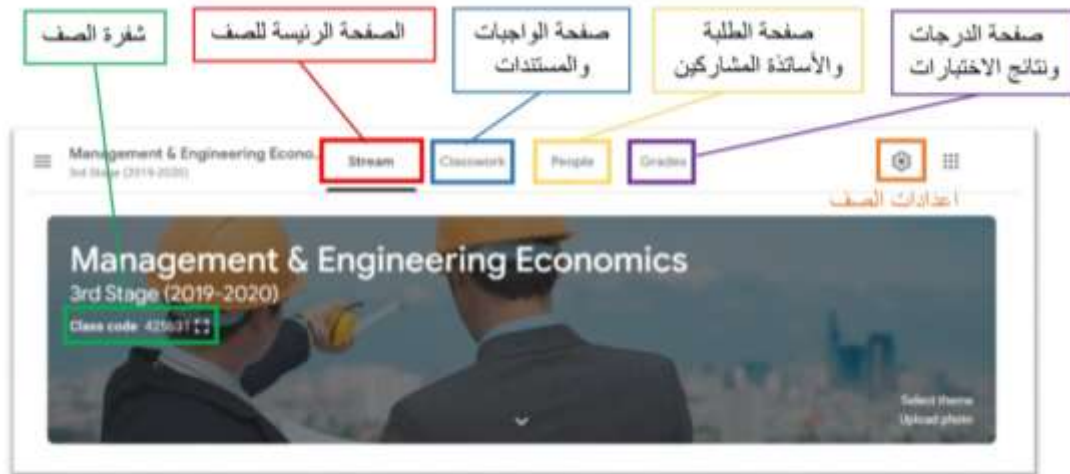 شفرة الصف
الصفحة الرئيسة للصف
صفحة الواجبات
والمستندات
صفحة الطلبة
والأساتذة المشاركين
صفحة الدرجات
ونتائج الاختبارات
Management & Engineering Econo...
3rd Stage (2019-2020)
Stream
Classwork
People
Grades
اعدادات الصف
Management & Engineering Economics
3rd Stage (2019-2020)
Class code
Select theme
Upload photo